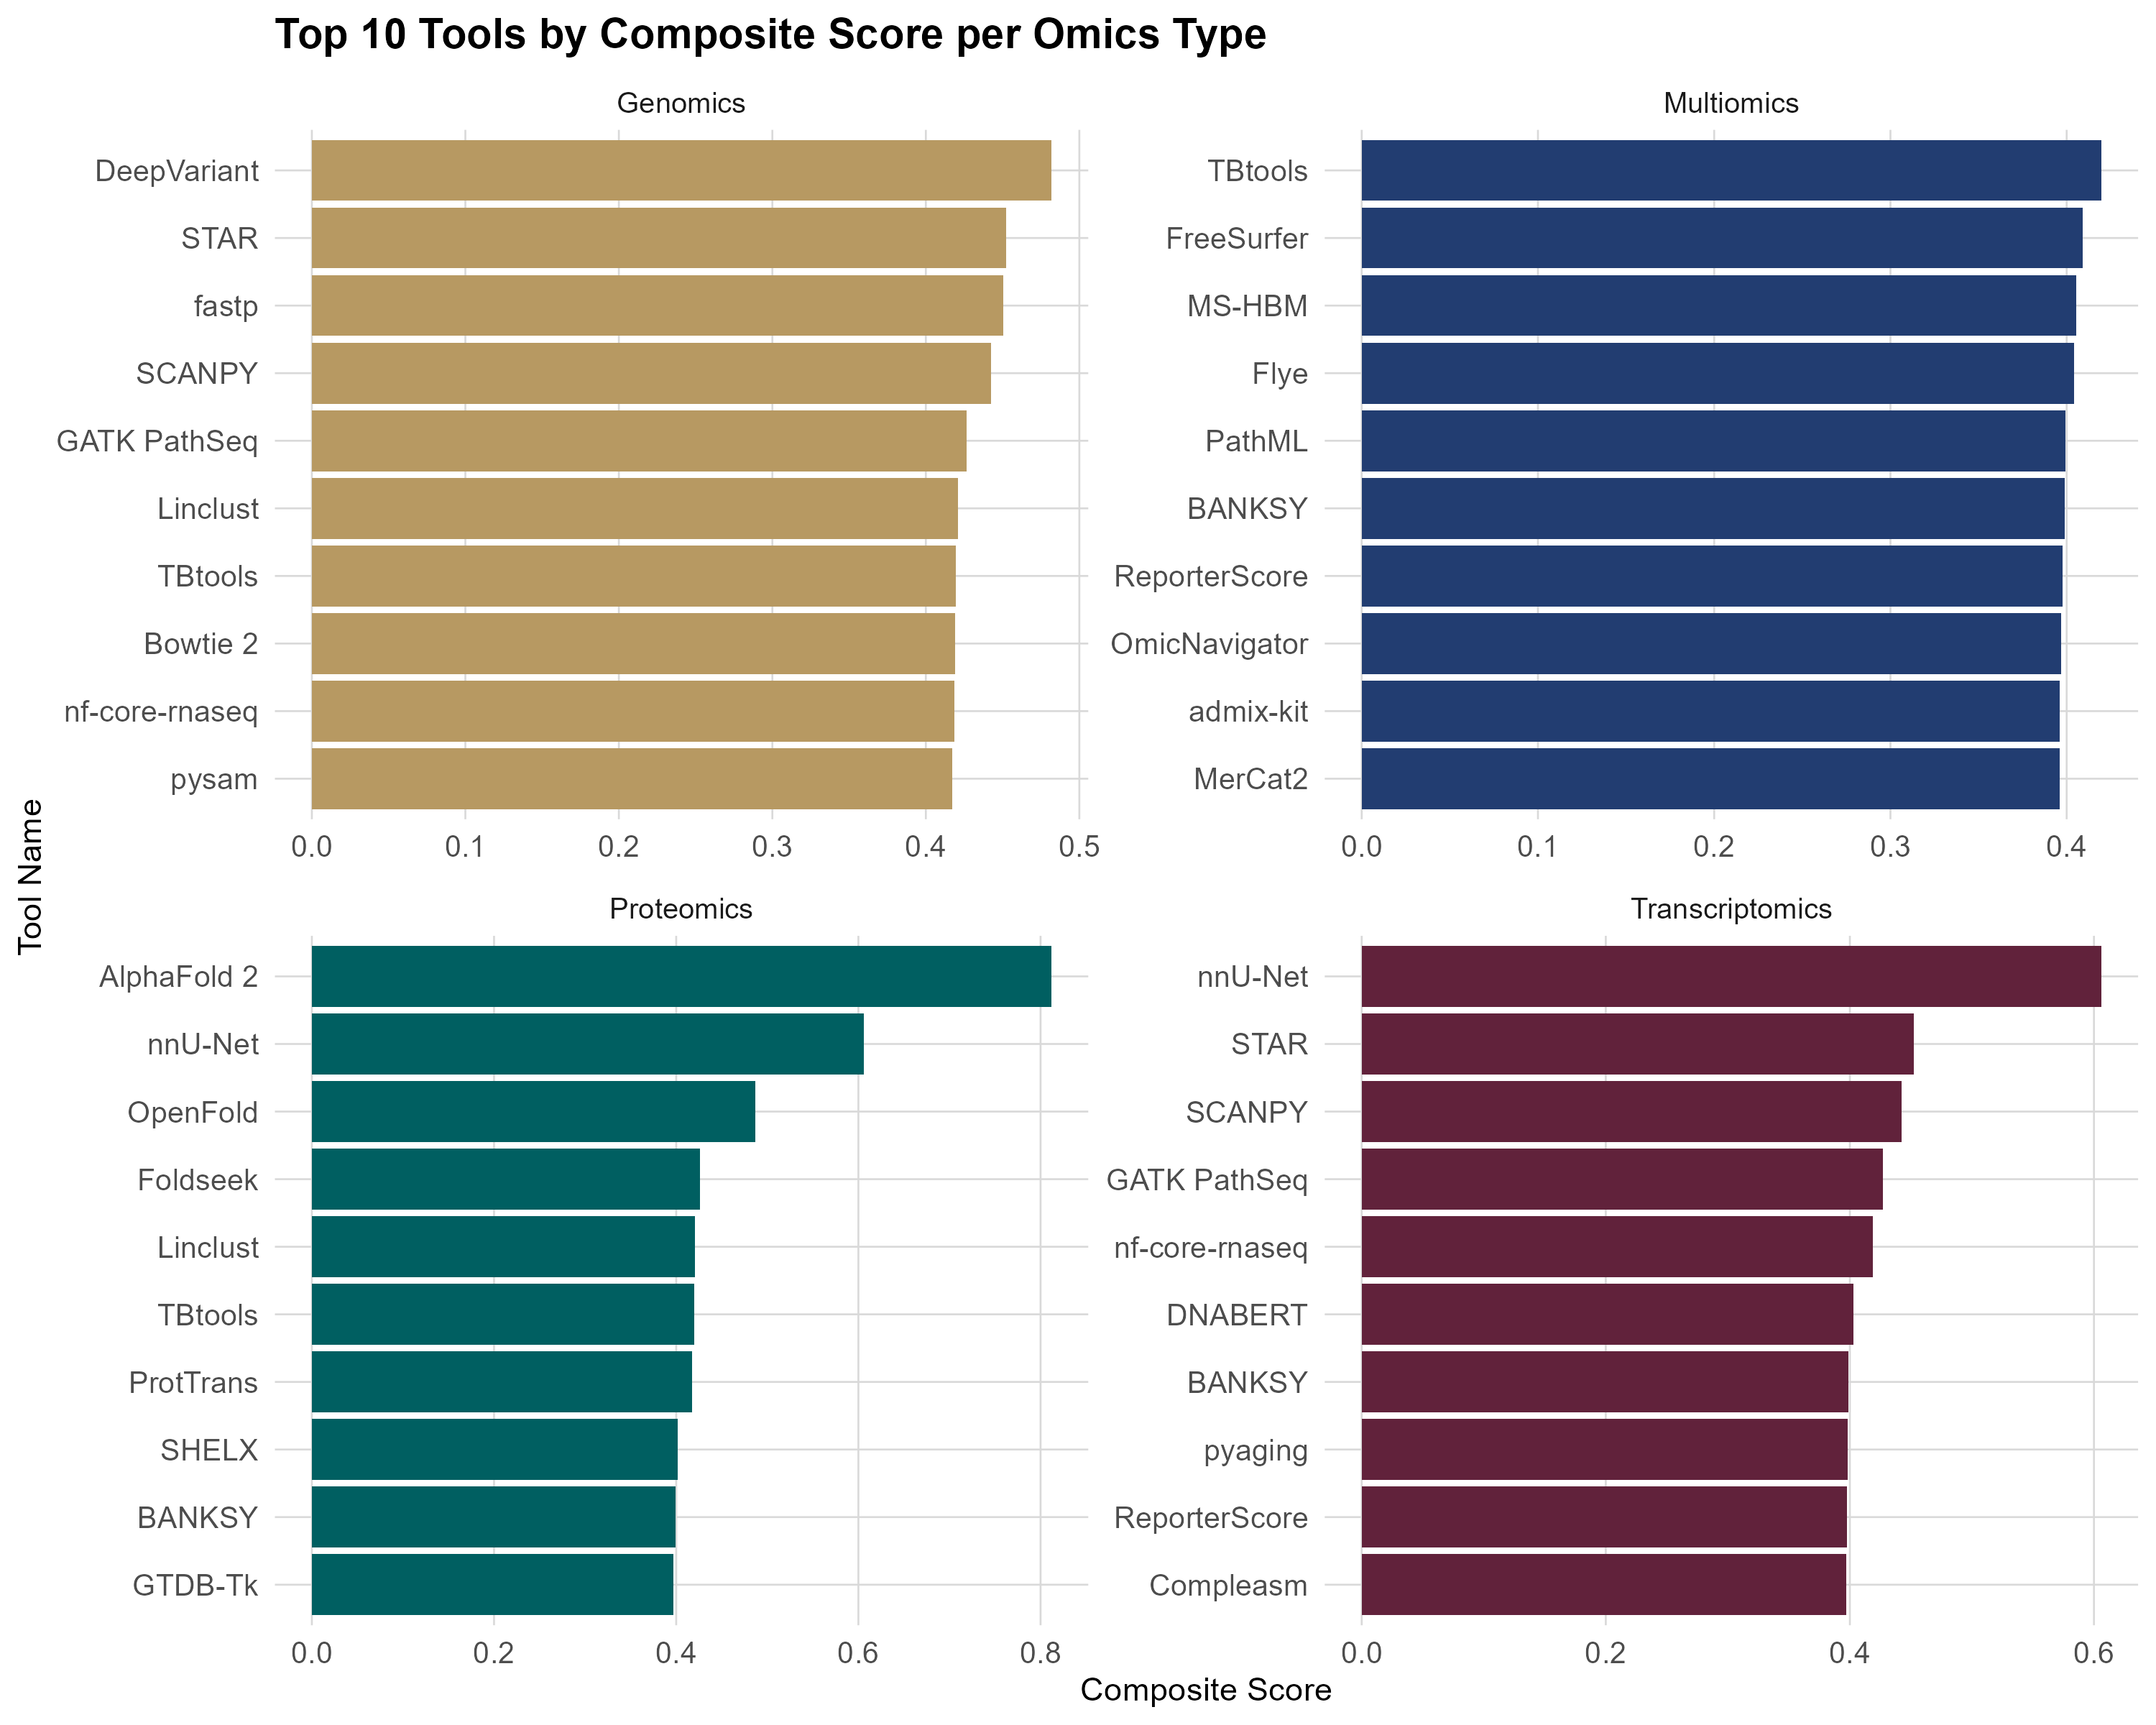 Top 10 Tools by Composite Score per Omics Type
Genomics
DeepVariant
STAR
fastp
SCANPY
GATK PathSeq
Linclust
TBtools
Bowtie 2
nf-core-rnaseq
pysam
0.0 0.1 0.2 0.3 0.4 0.5
Multiomics
TBtools
FreeSurfer
MS-HBM
Flye
PathML
BANKSY
ReporterScore
OmicNavigator
admix-kit
MerCat2
0.0 0.1 0.2 0.3 0.4
Tool Name
Proteomics
AlphaFold 2
nnU-Net
OpenFold
Foldseek
Linclust
TBtools
ProtTrans
SHELX
BANKSY
GTDB-Tk
0.0 0.2 0.4 0.6 0.8
Transcriptomics
nnU-Net
STAR
SCANPY
GATK PathSeq
nf-core-rnaseq
DNABERT
BANKSY
pyaging
ReporterScore
Compleasm
0.0 0.2 0.4 0.6
Composite Score